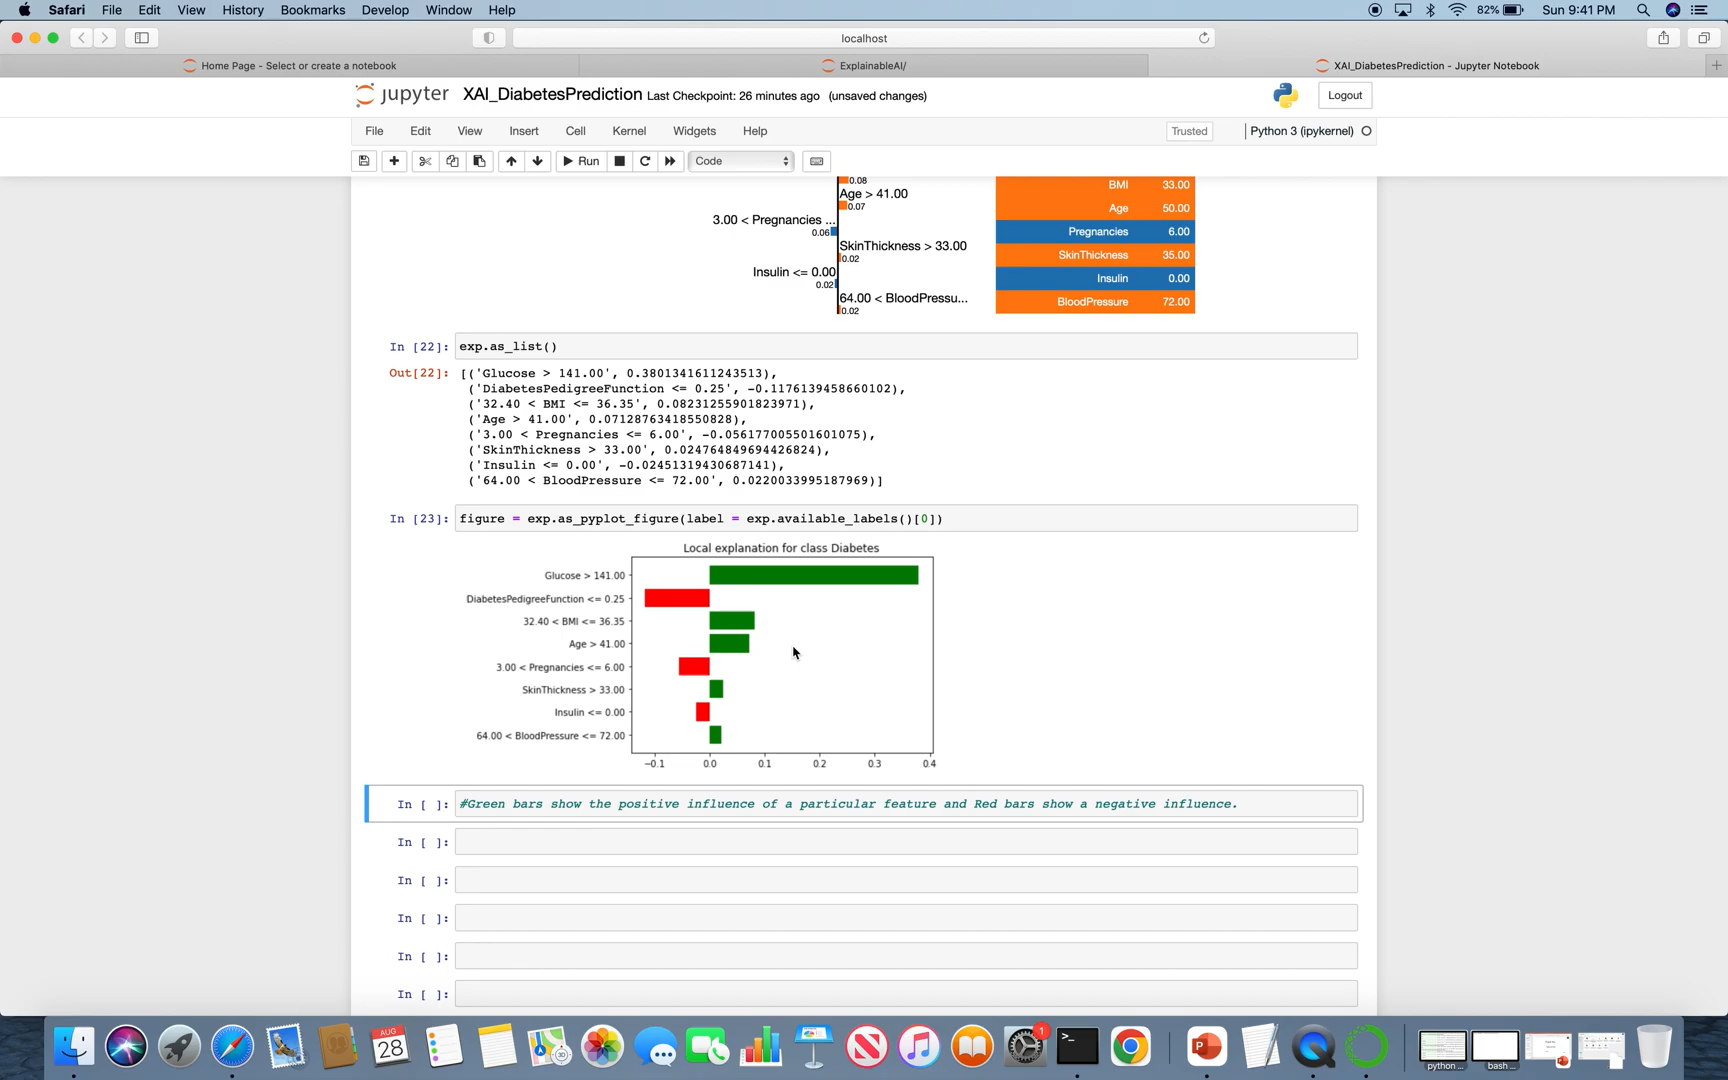 Safari File Edit View History Bookmarks Develop Window Help 82% Sun 9:41 PM
localhost
Home Page - Select or create a notebook ExplainableAI/ XAI_DiabetesPrediction - Jupyter Notebook
jupyter XAI_DiabetesPrediction Last Checkpoint: 26 minutes ago (unsaved changes) Logout
File Edit View Insert Cell Kernel Widgets Help Trusted Python 3 (ipykernel)
Run Code
0.08
Age > 41.00
0.07
3.00 < Pregnancies ...
0.06
SkinThickness > 33.00
0.02
Insulin <= 0.00
0.02
64.00 < BloodPressu...
0.02
BMI 33.00
Age 50.00
Pregnancies 6.00
SkinThickness 35.00
Insulin 0.00
BloodPressure 72.00
In [22]: exp.as_list()
Out[22]: [('Glucose > 141.00', 0.3801341611243513),
('DiabetesPedigreeFunction <= 0.25', -0.1176139458660102),
('32.40 < BMI <= 36.35', 0.08231255901823971),
('Age > 41.00', 0.07128763418550828),
('3.00 < Pregnancies <= 6.00', -0.056177005501601075),
('SkinThickness > 33.00', 0.024764849694426824),
('Insulin <= 0.00', -0.02451319430687141),
('64.00 < BloodPressure <= 72.00', 0.0220033995187969)]
In [23]: figure = exp.as_pyplot_figure(label = exp.available_labels()[0])
Local explanation for class Diabetes
Glucose > 141.00
DiabetesPedigreeFunction <= 0.25
32.40 < BMI <= 36.35
Age > 41.00
3.00 < Pregnancies <= 6.00
SkinThickness > 33.00
Insulin <= 0.00
64.00 < BloodPressure <= 72.00
−0.1 0.0 0.1 0.2 0.3 0.4
In [ ]: #Green bars show the positive influence of a particular feature and Red bars show a negative influence.
In [ ]:
In [ ]:
In [ ]:
In [ ]:
In [ ]:
AUG
28
1
python ... bash ...